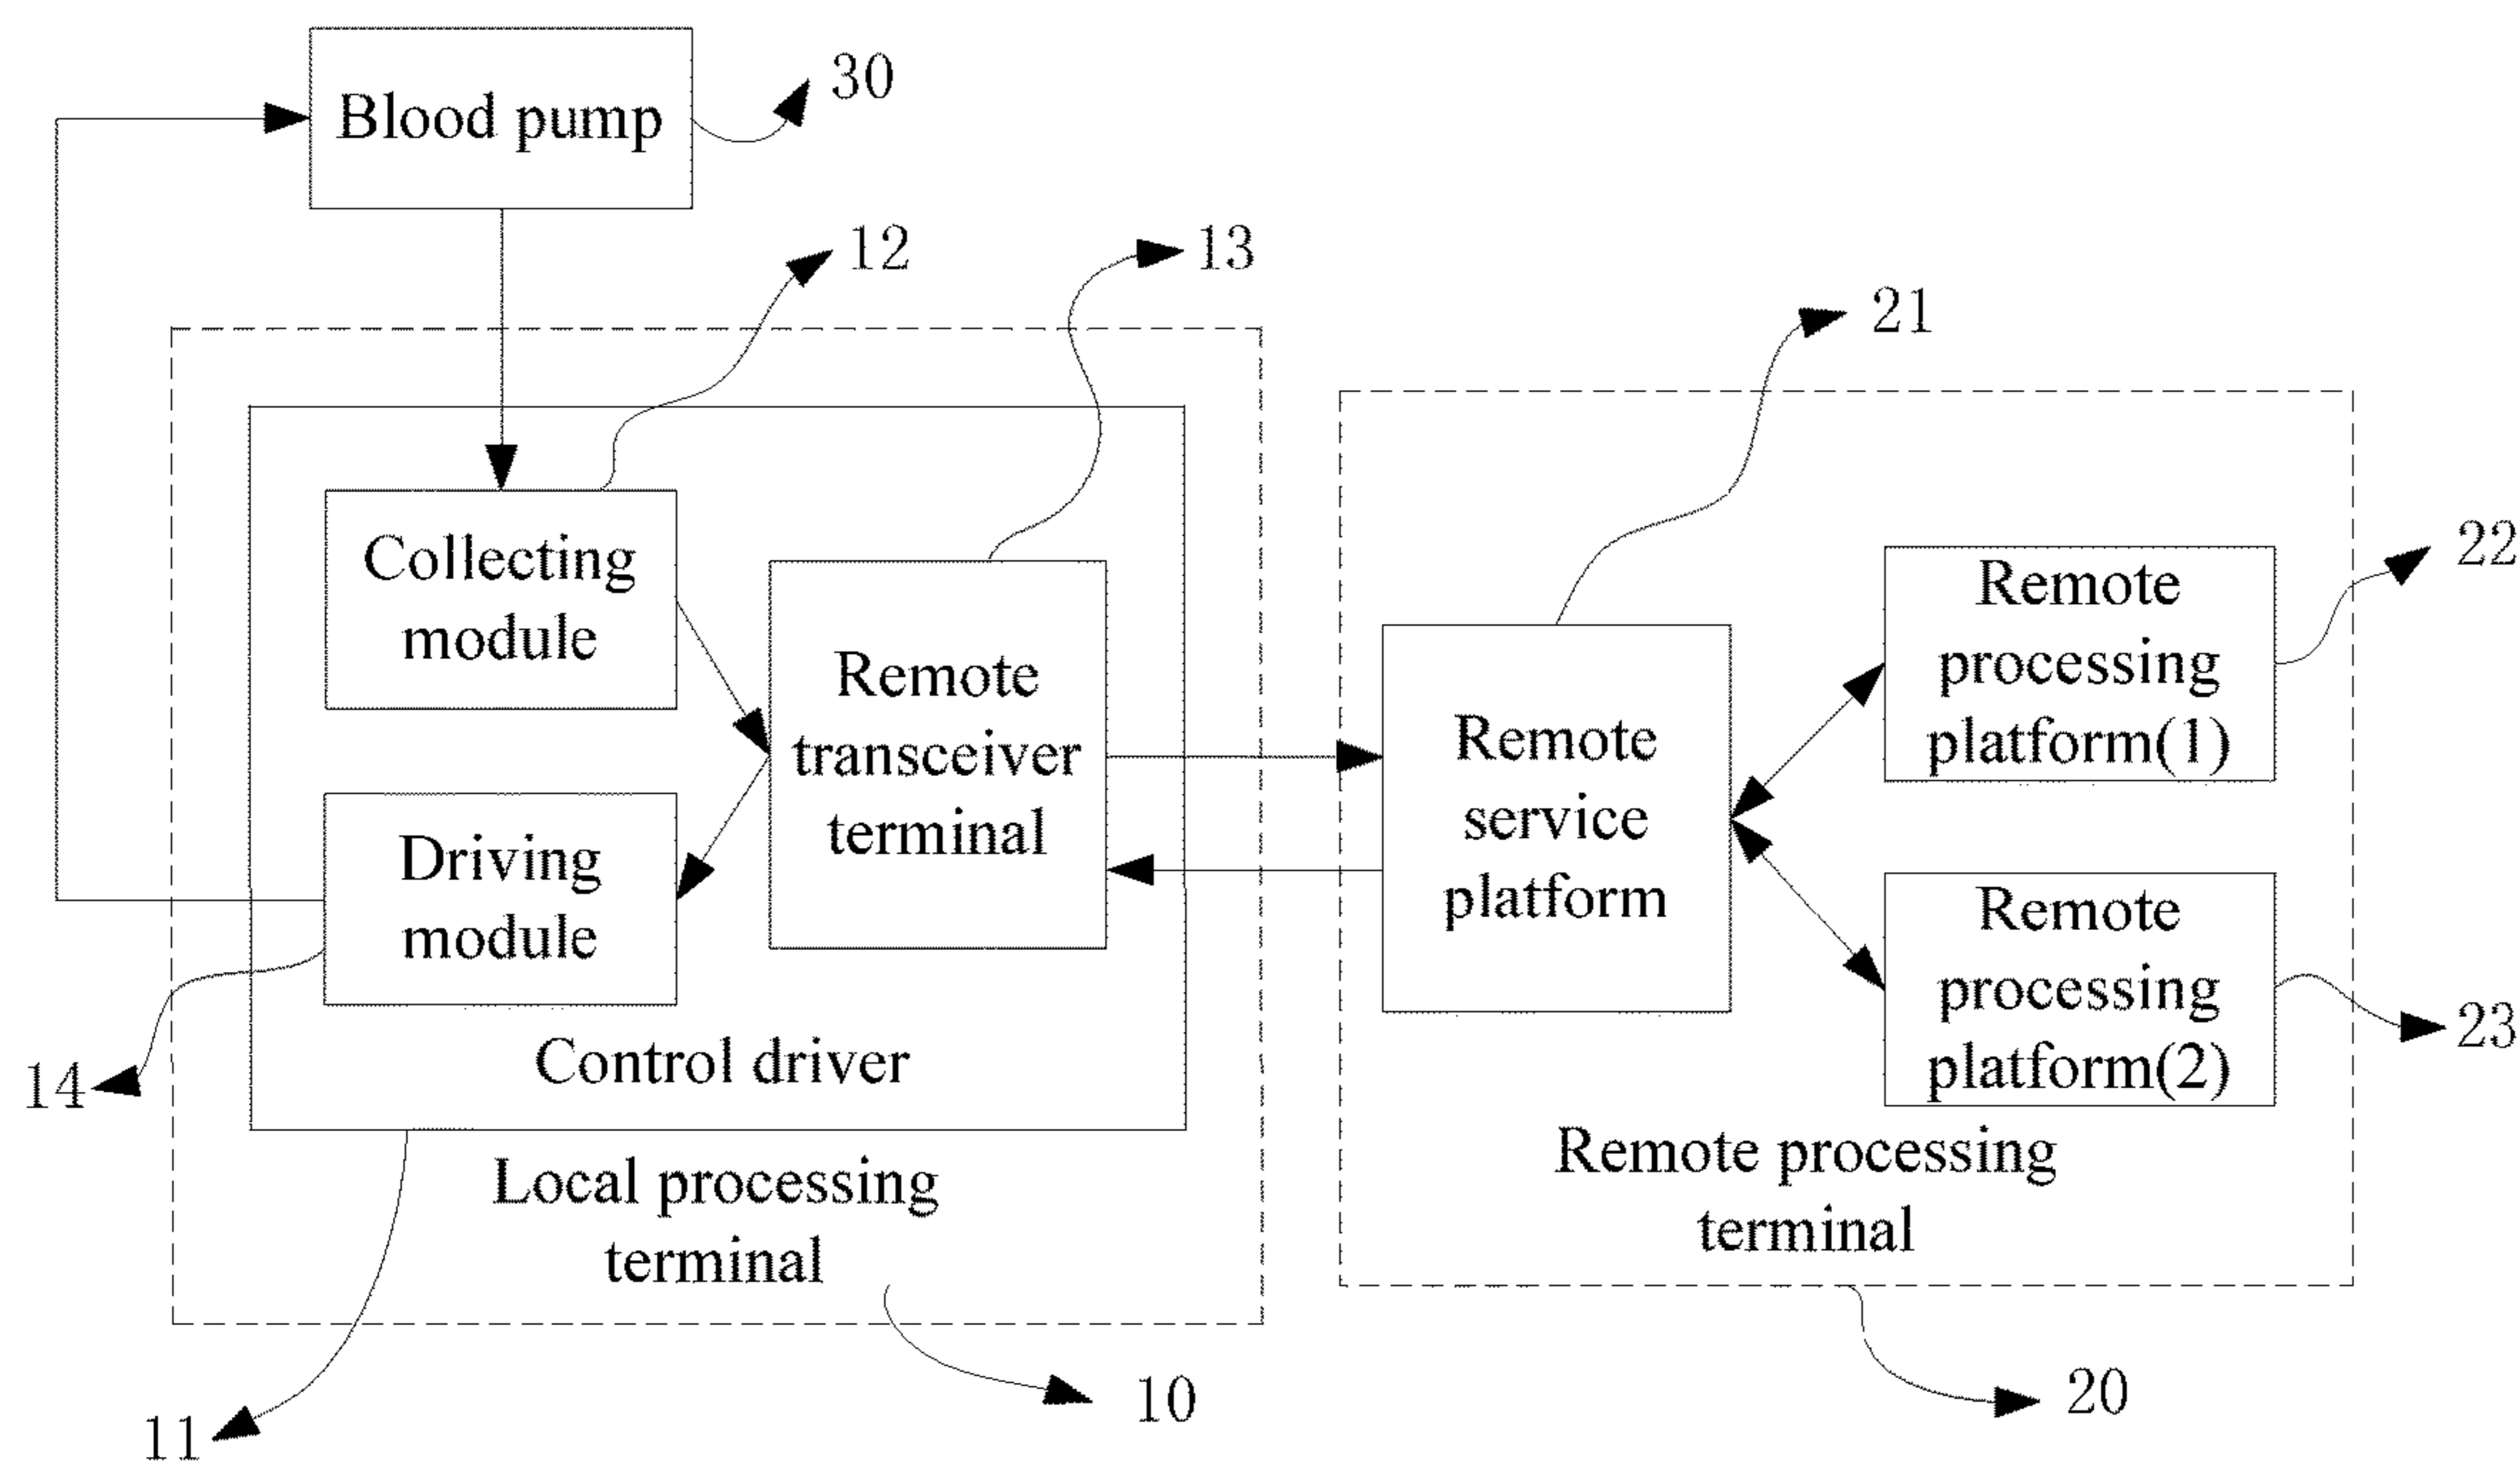 Blood pump
30
12
13
21
Collecting
module
Remote
transceiver
terminal
Driving
module
Control driver
14
Local processing
terminal
11
10
Remote
service
platform
Remote
processing
platform(1)
22
Remote
processing
platform(2)
23
Remote processing
terminal
20